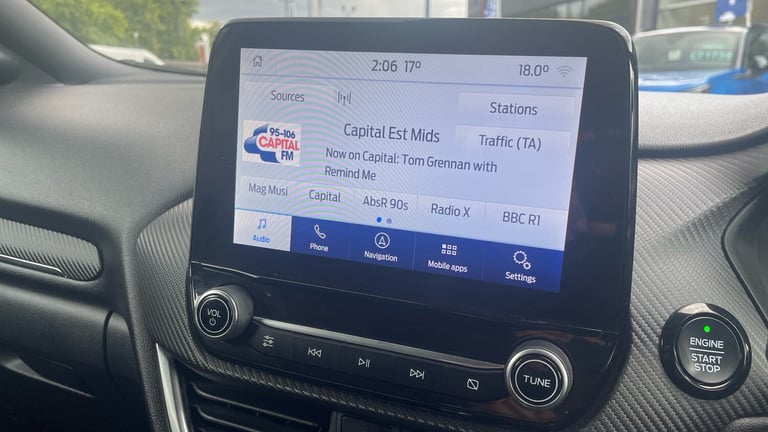 2:06 17°
18.0°
Sources
Stations
95-106
CAPITAL
FM
Capital Est Mids
Traffic (TA)
Now on Capital: Tom Grennan with
Remind Me
Mag Musi
Capital
AbsR 90s
Radio X
BBC R1
Audio
Phone
Navigation
Mobile apps
Settings
VOL
TUNE
ENGINE
START
STOP